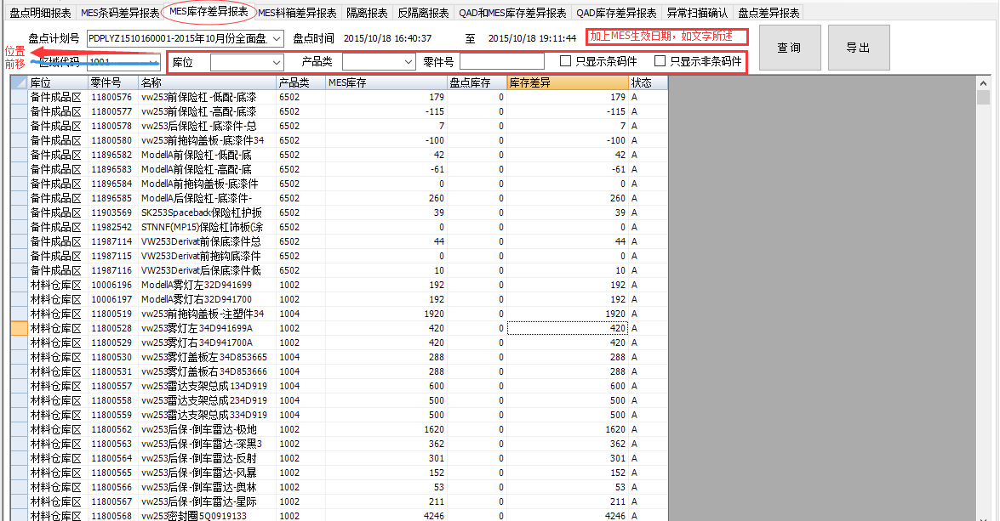 盘点明细报表 MES条码差异报表 MES库存差异报表 MES料箱差异报表 隔离报表 反隔离报表 QAD和MES库存差异报表 QAD库存差异报表 异常扫描确认 盘点差异报表
盘点计划号 PDPLYZ1510160001-2015年10月份全面盘. 盘点时间 2015/10/18 16:40:37 至 2015/10/18 19:11:44 加上MES生效日期，如文字所述 查询 导出
位置
前移
区域代码 1001 库位 产品类 零件号 只显示条码件 只显示非条码件
库位 零件号 名称 产品类 MES库存 盘点库存 库存差异 状态
备件成品区 11800576 vw253前保险杠-低配-底漆 6502 179 0 179 A
备件成品区 11800577 vw253前保险杠-高配-底漆 6502 -115 0 -115 A
备件成品区 11800578 vw253后保险杠-底漆件-总 6502 7 0 7 A
备件成品区 11800580 vw253前拖钩盖板-底漆件34 6502 -100 0 -100 A
备件成品区 11896582 ModellA前保险杠-低配-底 6502 42 0 42 A
备件成品区 11896583 ModellA前保险杠-高配-底 6502 -61 0 -61 A
备件成品区 11896584 ModellA前拖钩盖板-底漆件 6502 0 0 0 A
备件成品区 11896585 ModellA后保险杠-底漆件- 6502 260 0 260 A
备件成品区 11903569 SK253Spaceback保险杠护扳 6502 39 0 39 A
备件成品区 11982542 STNNF(MP15)保险杠饰板(涂 6502 0 0 0 A
备件成品区 11987114 VW253Derivat前保底漆件总 6502 44 0 44 A
备件成品区 11987115 VW253Derivat前拖钩底漆件 6502 0 0 0 A
备件成品区 11987116 VW253Derivat后保底漆件低 6502 10 0 10 A
材料仓库区 10006196 ModellA雾灯左32D941699 1002 192 0 192 A
材料仓库区 10006197 ModellA雾灯右32D941700 1002 192 0 192 A
材料仓库区 11800519 vw253前拖钩盖板-注塑件34 1004 1920 0 1920 A
材料仓库区 11800528 vw253雾灯左34D941699A 1002 420 0 420 A
材料仓库区 11800529 vw253雾灯右34D941700A 1002 420 0 420 A
材料仓库区 11800530 vw253雾灯盖板左34D853665 1004 288 0 288 A
材料仓库区 11800531 vw253雾灯盖板右34D853666 1004 288 0 288 A
材料仓库区 11800557 vw253雷达支架总成134D919 1004 600 0 600 A
材料仓库区 11800558 vw253雷达支架总成234D919 1004 500 0 500 A
材料仓库区 11800559 vw253雷达支架总成334D919 1004 500 0 500 A
材料仓库区 11800562 vw253后保-倒车雷达-极地 1002 1620 0 1620 A
材料仓库区 11800563 vw253后保-倒车雷达-深黑3 1002 362 0 362 A
材料仓库区 11800564 vw253后保-倒车雷达-反射 1002 301 0 301 A
材料仓库区 11800565 vw253后保-倒车雷达-风暴 1002 152 0 152 A
材料仓库区 11800566 vw253后保-倒车雷达-奥林 1002 53 0 53 A
材料仓库区 11800567 vw253后保-倒车雷达-星际 1002 211 0 211 A
材料仓库区 11800568 vw253密封圈5Q0919133 1002 4246 0 4246 A